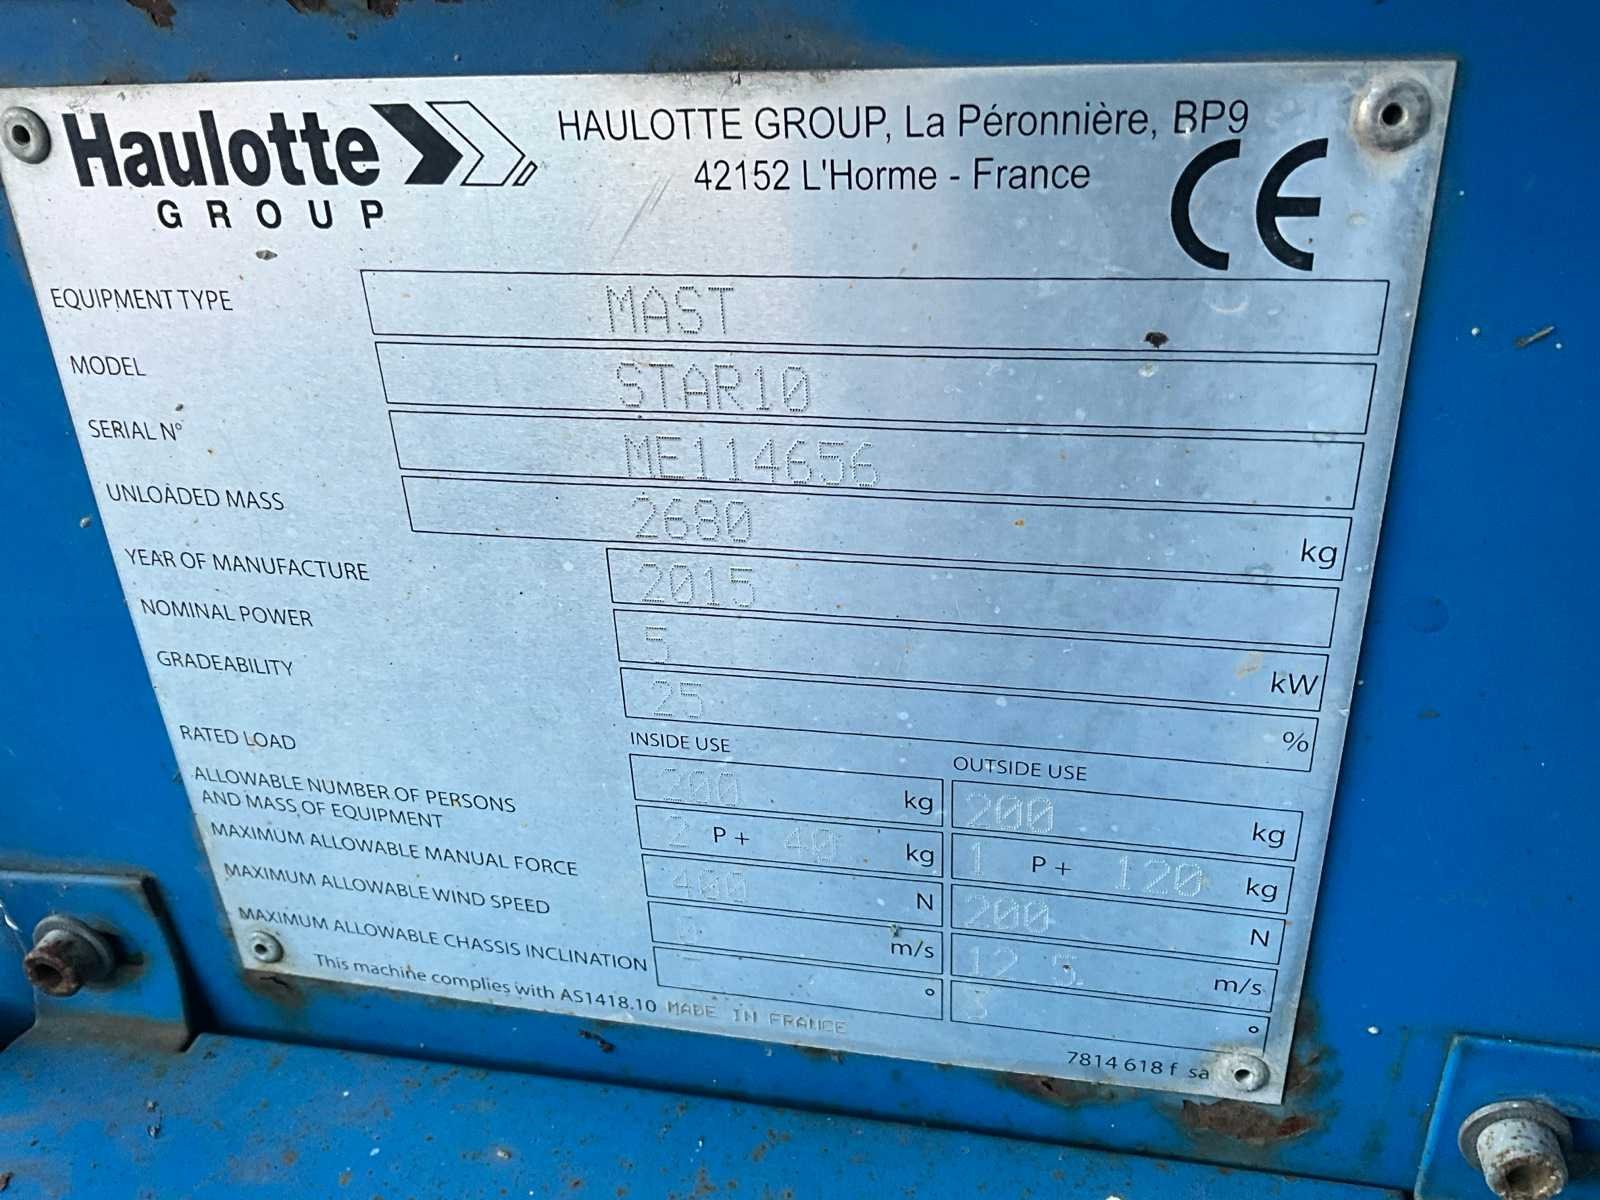 Haulotte
GROUP
HAULOTTE GROUP, La Péronnière, BP9
42152 L'Horme - France
CE
EQUIPMENT TYPE MAST
MODEL STAR10
SERIAL N° ME114656
UNLOADED MASS 2680 kg
YEAR OF MANUFACTURE 2015
NOMINAL POWER 5 kW
GRADEABILITY 25 %
INSIDE USE OUTSIDE USE
RATED LOAD 200 kg 200 kg
ALLOWABLE NUMBER OF PERSONS
AND MASS OF EQUIPMENT 2 P + 40 kg 1 P + 120 kg
MAXIMUM ALLOWABLE MANUAL FORCE 400 N 200 N
MAXIMUM ALLOWABLE WIND SPEED 0 m/s 12 5 m/s
MAXIMUM ALLOWABLE CHASSIS INCLINATION ° 3 °
This machine complies with AS1418.10 MADE IN FRANCE
7814 618 f sa